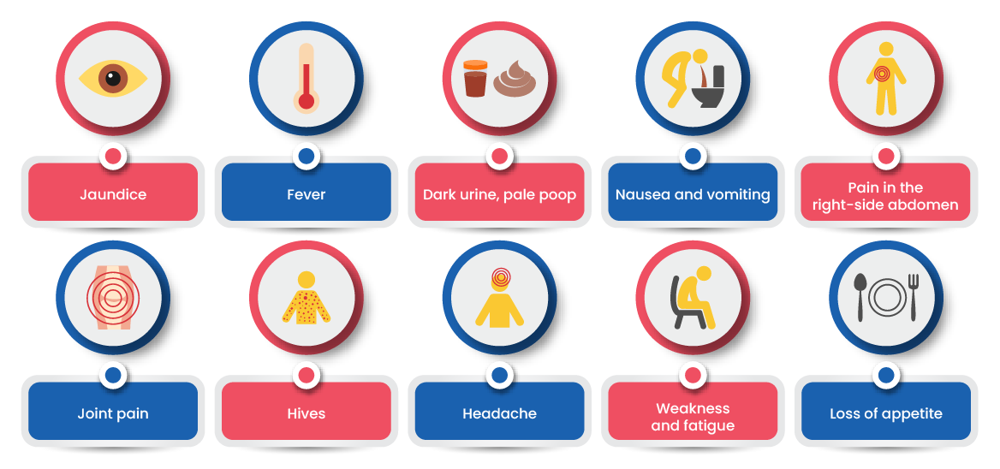 Jaundice
Fever
Dark urine, pale poop
Nausea and vomiting
Pain in the
right-side abdomen
Joint pain
Hives
Headache
Weakness
and fatigue
Loss of appetite